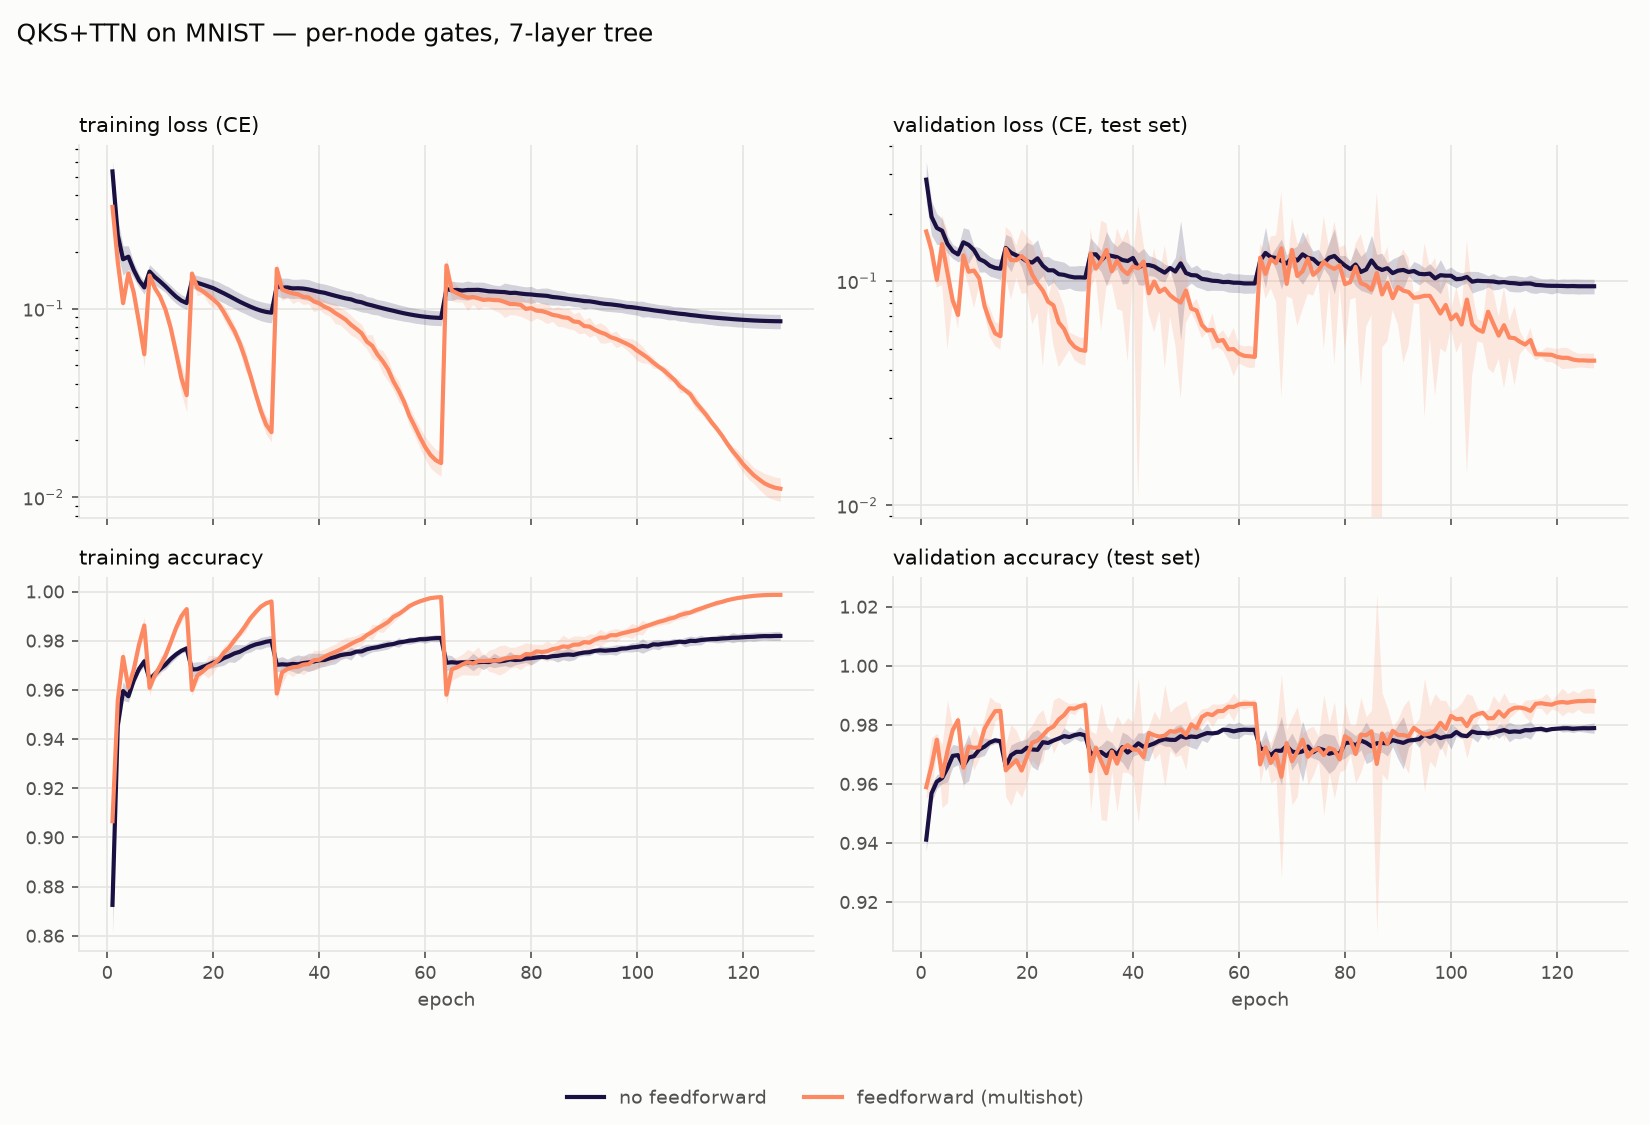 QKS+TTN on MNIST — per-node gates, 7-layer tree
training loss (CE)
validation loss (CE, test set)
10⁻¹
10⁻²
10⁻¹
10⁻²
training accuracy
validation accuracy (test set)
1.00
0.98
0.96
0.94
0.92
0.90
0.88
0.86
1.02
1.00
0.98
0.96
0.94
0.92
0 20 40 60 80 100 120
0 20 40 60 80 100 120
epoch
epoch
no feedforward
feedforward (multishot)